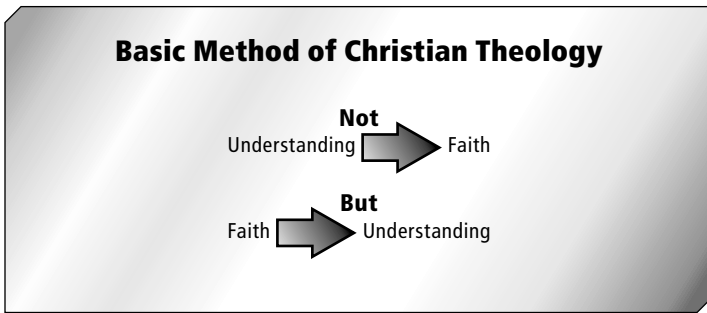 Basic Method of Christian Theology
Not
Understanding Faith
But
Faith Understanding